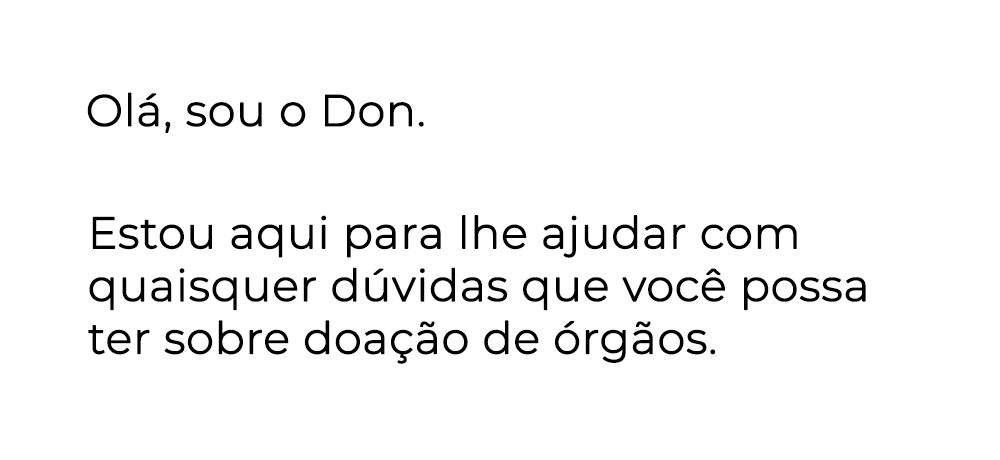 Olá, sou o Don.
Estou aqui para lhe ajudar com
quaisquer dúvidas que você possa
ter sobre doação de órgãos.